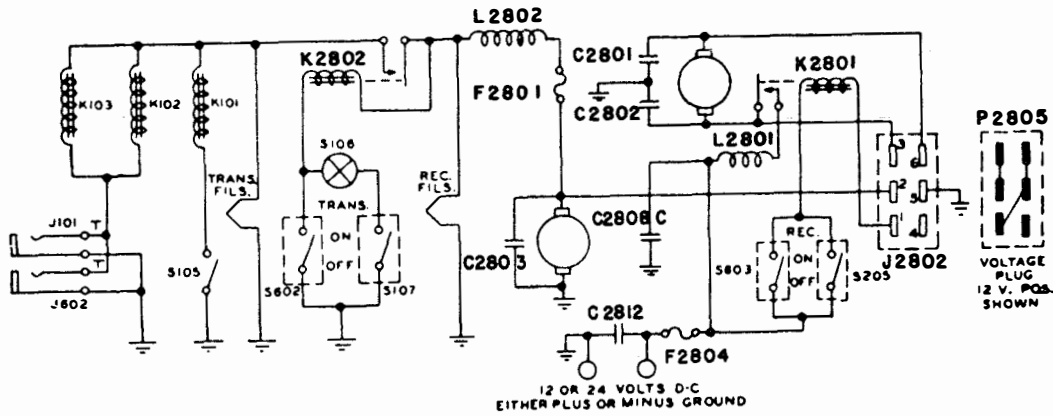 L2802
K2802
F2801
C2801
C2802
K2801
L2801
P2805
K103
K102
K101
S106
TRANS.
FILS.
TRANS.
ON
OFF
S602
S107
REC.
FILS.
J101
T
T
J602
S105
C2803
C2808 C
3
6
2
5
1
4
J2802
REC.
ON
OFF
S603
S205
VOLTAGE
PLUG
12 V. POS.
SHOWN
C2812
F2804
12 OR 24 VOLTS D-C
EITHER PLUS OR MINUS GROUND